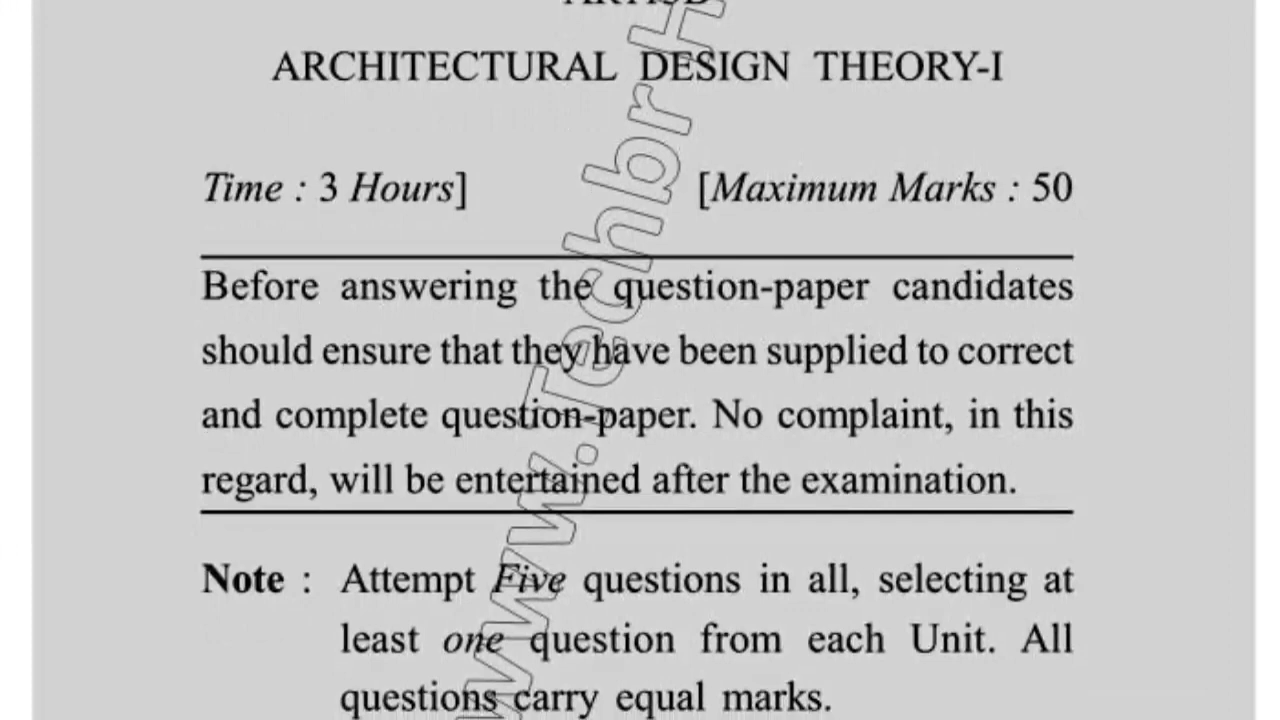 ARCHITECTURAL DESIGN THEORY-I
Time : 3 Hours] [Maximum Marks : 50
Before answering the question-paper candidates
should ensure that they have been supplied to correct
and complete question-paper. No complaint, in this
regard, will be entertained after the examination.
Note : Attempt Five questions in all, selecting at
least one question from each Unit. All
questions carry equal marks.
www.Techbr H